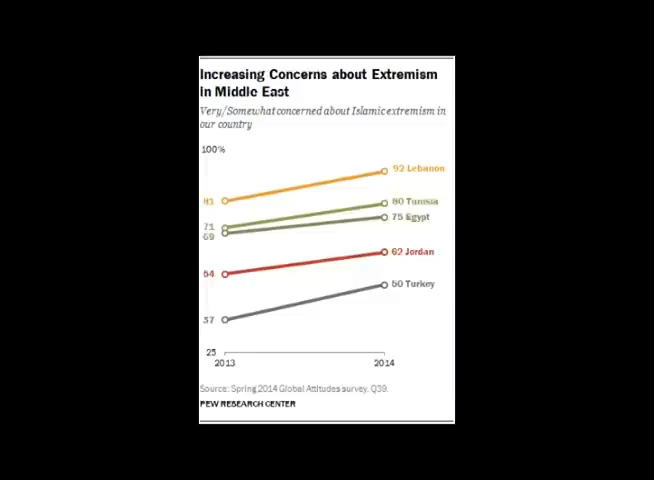 Increasing Concerns about Extremism
in Middle East
Very/Somewhat concerned about Islamic extremism in
our country
100%
92 Lebanon
81
80 Tunisia
71
75 Egypt
69
62 Jordan
54
50 Turkey
37
25
2013 2014
Source: Spring 2014 Global Attitudes survey. Q39.
PEW RESEARCH CENTER